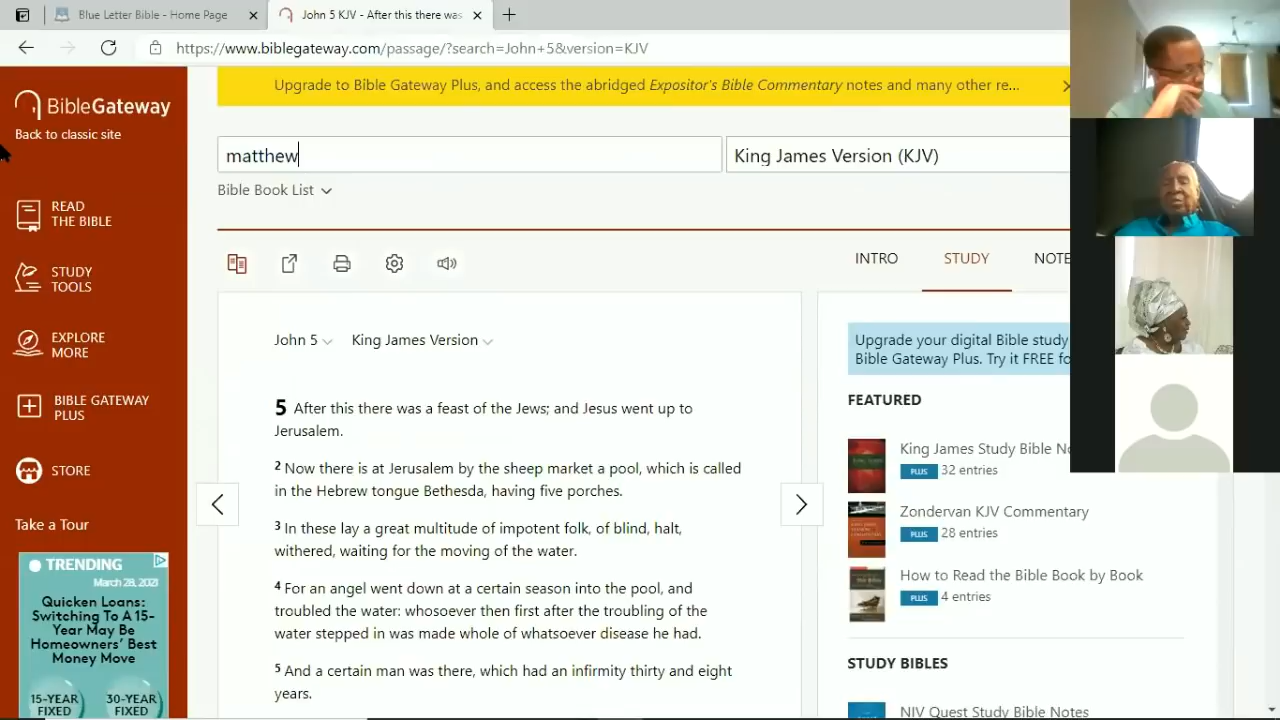 Blue Letter Bible - Home Page
John 5 KJV - After this there was
https://www.biblegateway.com/passage/?search=John+5&version=KJV
BibleGateway
Back to classic site
READ
THE BIBLE
STUDY
TOOLS
EXPLORE
MORE
BIBLE GATEWAY
PLUS
STORE
Take a Tour
TRENDING
March 28, 2023
Quicken Loans:
Switching To A 15-
Year May Be
Homeowners' Best
Money Move
15-YEAR
FIXED
30-YEAR
FIXED
Upgrade to Bible Gateway Plus, and access the abridged Expositor's Bible Commentary notes and many other re...
matthew
King James Version (KJV)
Bible Book List
INTRO
STUDY
NOTE
John 5
King James Version
5 After this there was a feast of the Jews; and Jesus went up to
Jerusalem.
2 Now there is at Jerusalem by the sheep market a pool, which is called
in the Hebrew tongue Bethesda, having five porches.
3 In these lay a great multitude of impotent folk, of blind, halt,
withered, waiting for the moving of the water.
4 For an angel went down at a certain season into the pool, and
troubled the water: whosoever then first after the troubling of the
water stepped in was made whole of whatsoever disease he had.
5 And a certain man was there, which had an infirmity thirty and eight
years.
Upgrade your digital Bible study
Bible Gateway Plus. Try it FREE fo
FEATURED
King James Study Bible No
PLUS 32 entries
Zondervan KJV Commentary
PLUS 28 entries
How to Read the Bible Book by Book
PLUS 4 entries
STUDY BIBLES
NIV Quest Study Bible Notes